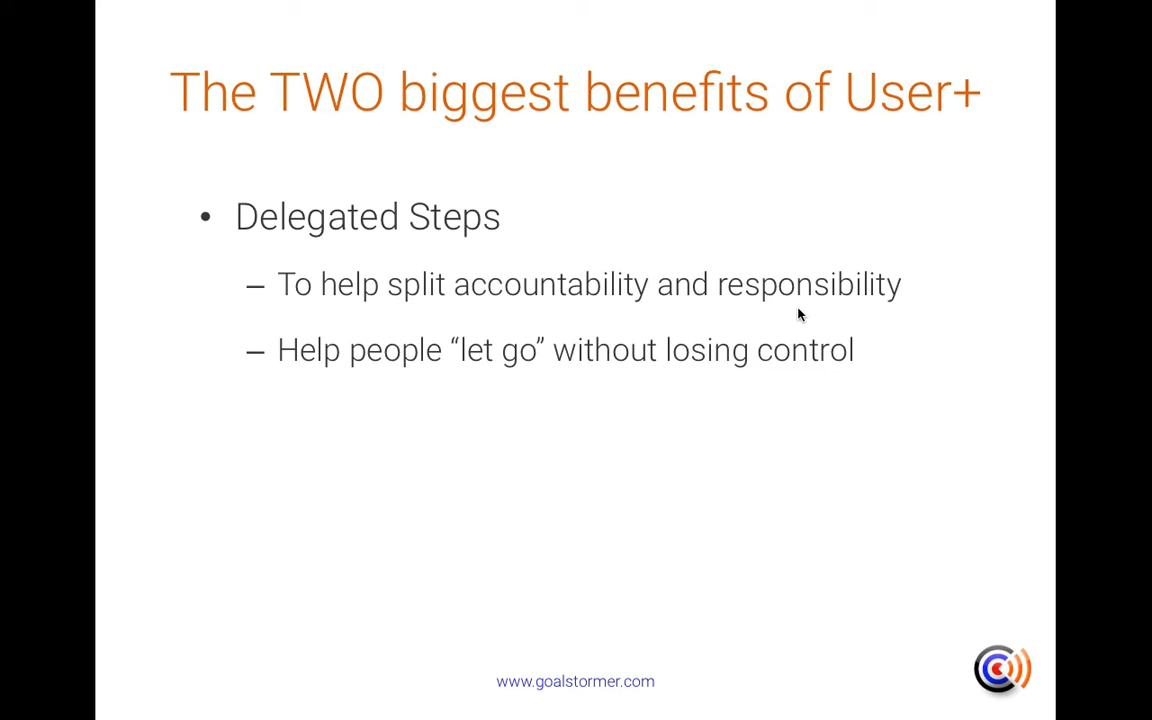 The TWO biggest benefits of User+
• Delegated Steps
– To help split accountability and responsibility
– Help people “let go” without losing control
www.goalstormer.com